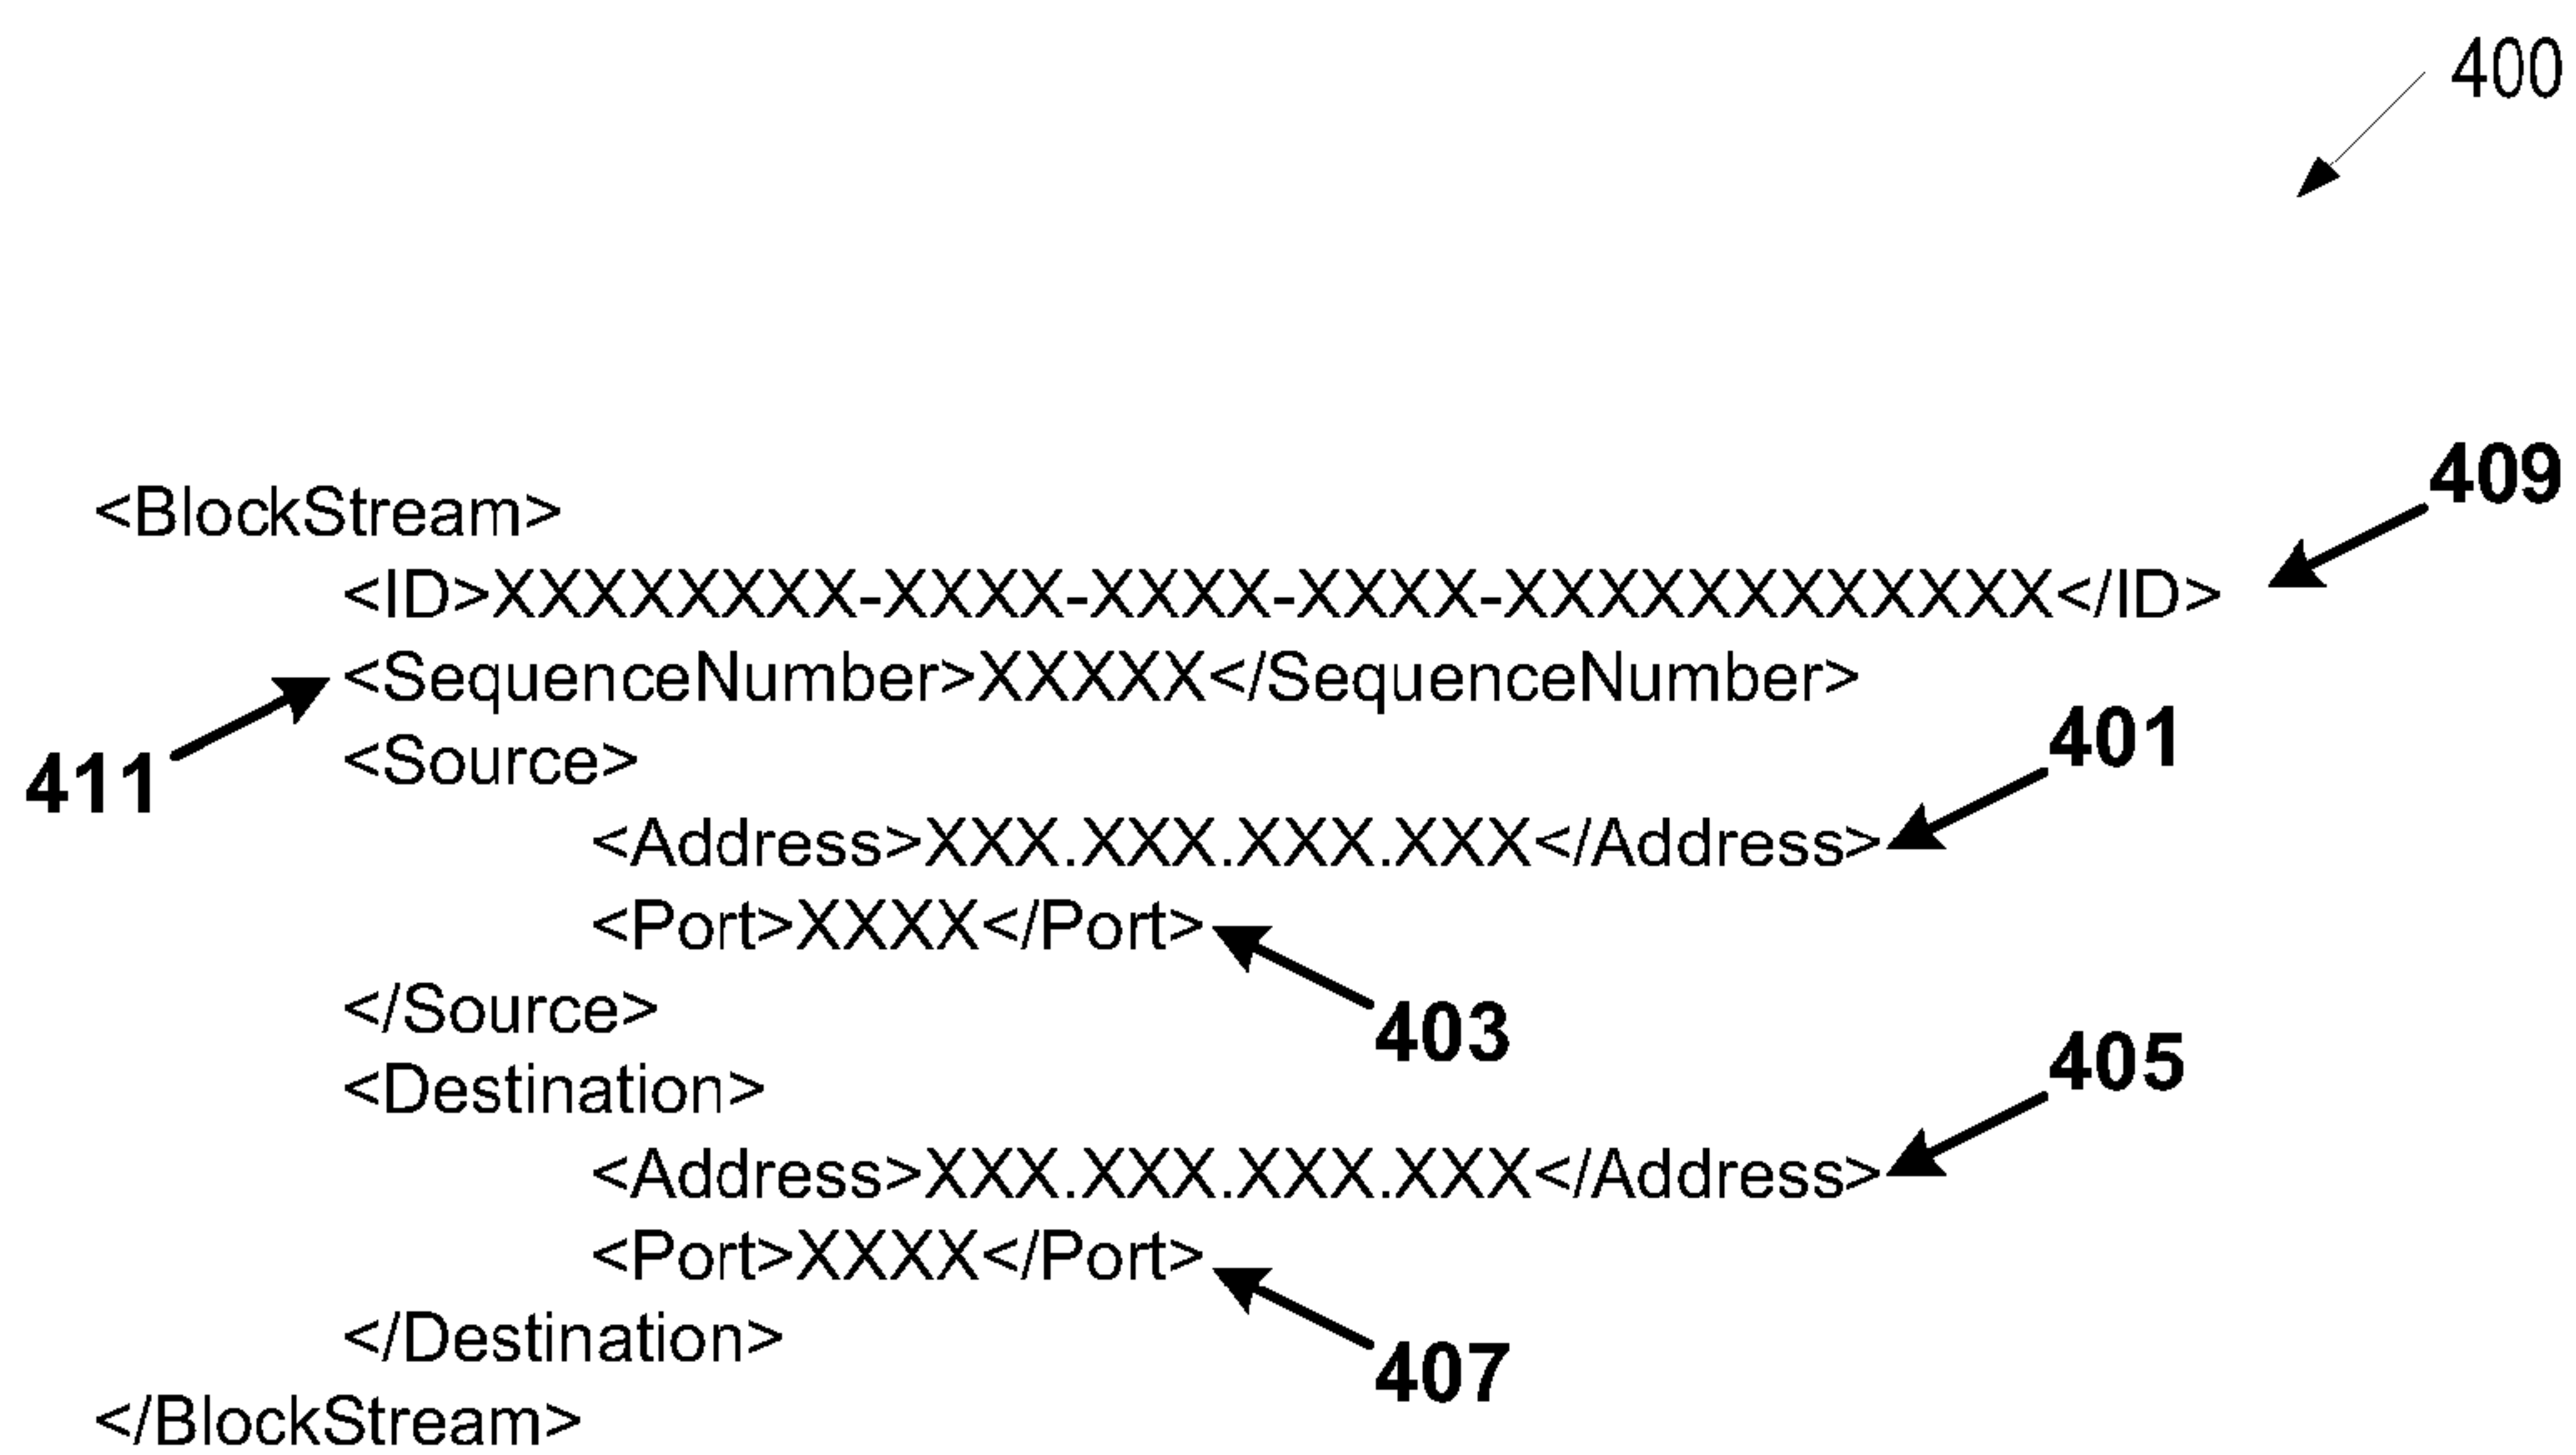 400
409
<BlockStream>
<ID>XXXXXXXX-XXXX-XXXX-XXXX-XXXXXXXXXXXX</ID>
<SequenceNumber>XXXXX</SequenceNumber>
401
411
<Source>
<Address>XXX.XXX.XXX.XXX</Address>
<Port>XXXX</Port>
</Source>
403
405
<Destination>
<Address>XXX.XXX.XXX.XXX</Address>
<Port>XXXX</Port>
</Destination>
407
</BlockStream>